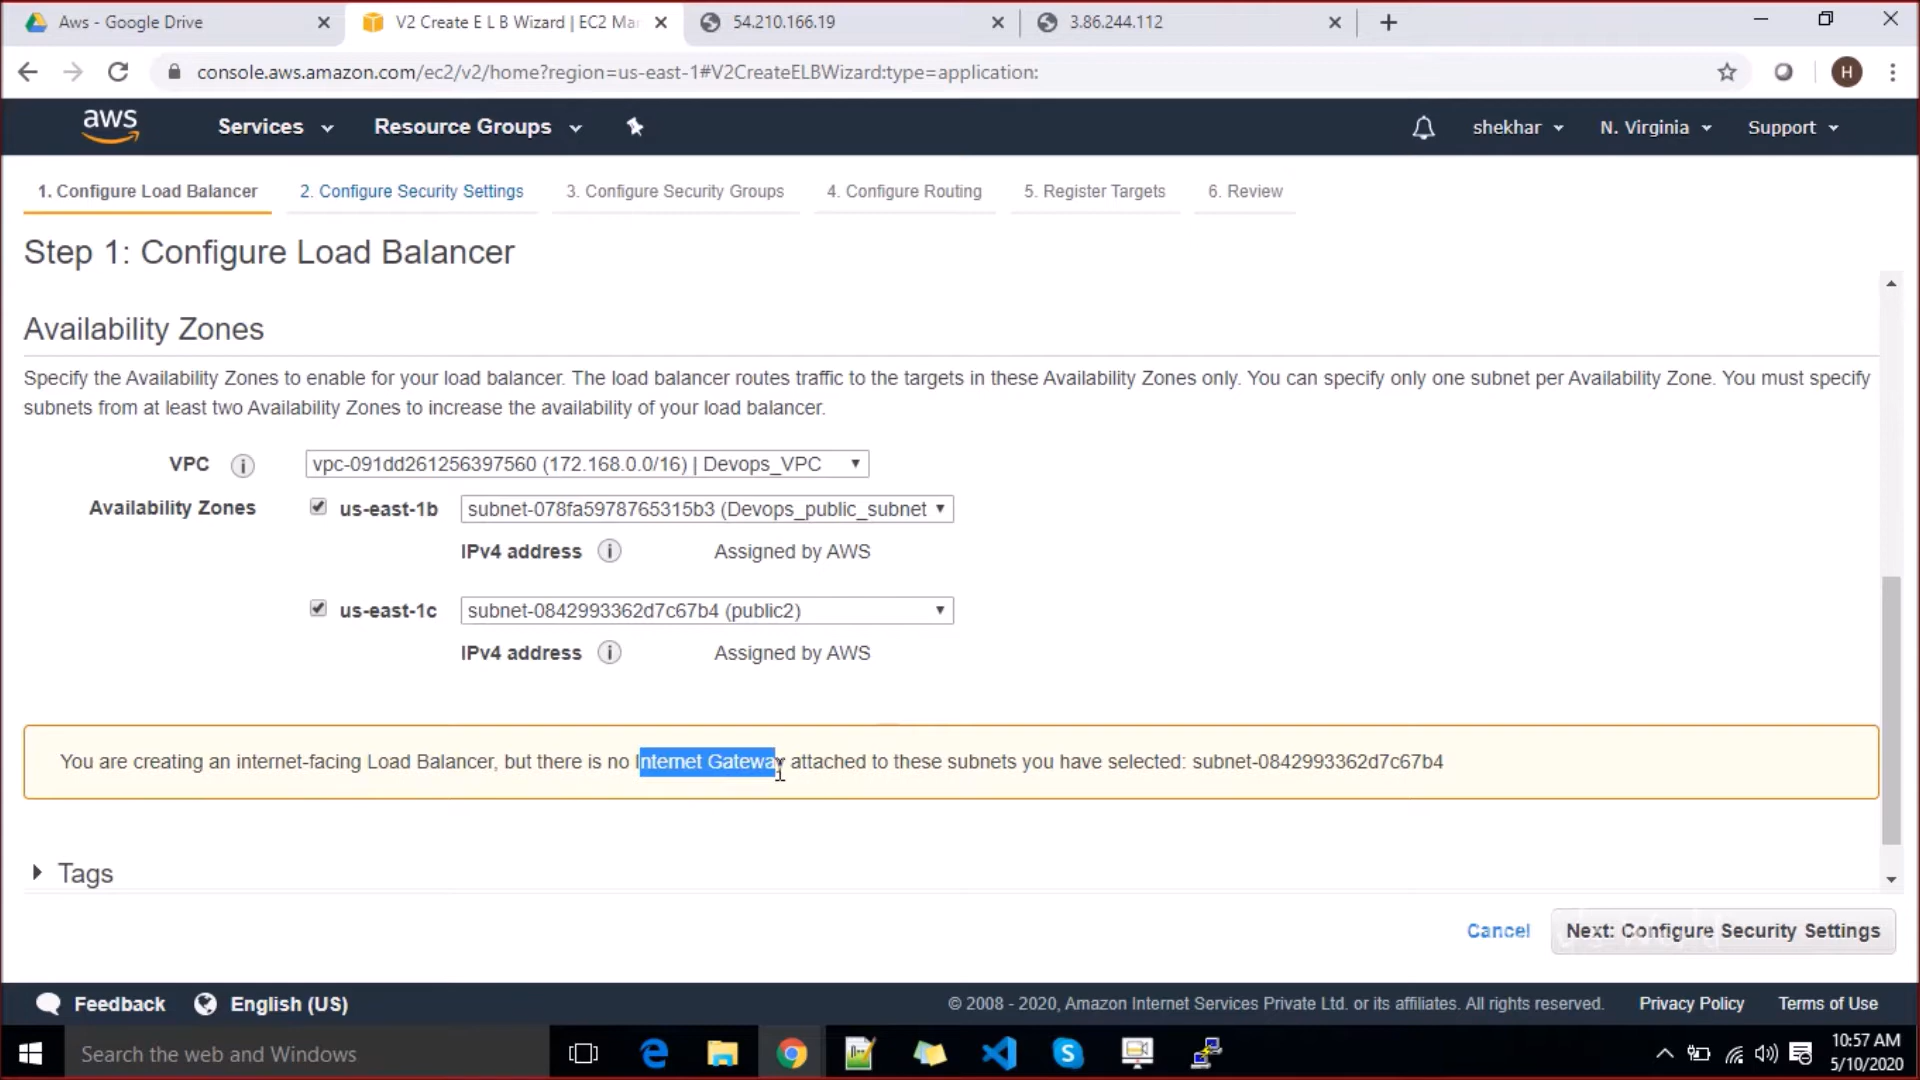 Aws - Google Drive
V2 Create E L B Wizard | EC2 Mar
54.210.166.19
3.86.244.112
console.aws.amazon.com/ec2/v2/home?region=us-east-1#V2CreateELBWizard:type=application:
H
aws
Services
Resource Groups
shekhar
N. Virginia
Support
1. Configure Load Balancer
2. Configure Security Settings
3. Configure Security Groups
4. Configure Routing
5. Register Targets
6. Review
Step 1: Configure Load Balancer
Availability Zones
Specify the Availability Zones to enable for your load balancer. The load balancer routes traffic to the targets in these Availability Zones only. You can specify only one subnet per Availability Zone. You must specify
subnets from at least two Availability Zones to increase the availability of your load balancer.
VPC i vpc-091dd261256397560 (172.168.0.0/16) | Devops_VPC
Availability Zones us-east-1b subnet-078fa5978765315b3 (Devops_public_subnet
IPv4 address i Assigned by AWS
us-east-1c subnet-0842993362d7c67b4 (public2)
IPv4 address i Assigned by AWS
You are creating an internet-facing Load Balancer, but there is no Internet Gateway attached to these subnets you have selected: subnet-0842993362d7c67b4
Tags
Cancel
Next: Configure Security Settings
Feedback
English (US)
© 2008 - 2020, Amazon Internet Services Private Ltd. or its affiliates. All rights reserved.
Privacy Policy
Terms of Use
Search the web and Windows
10:57 AM
5/10/2020